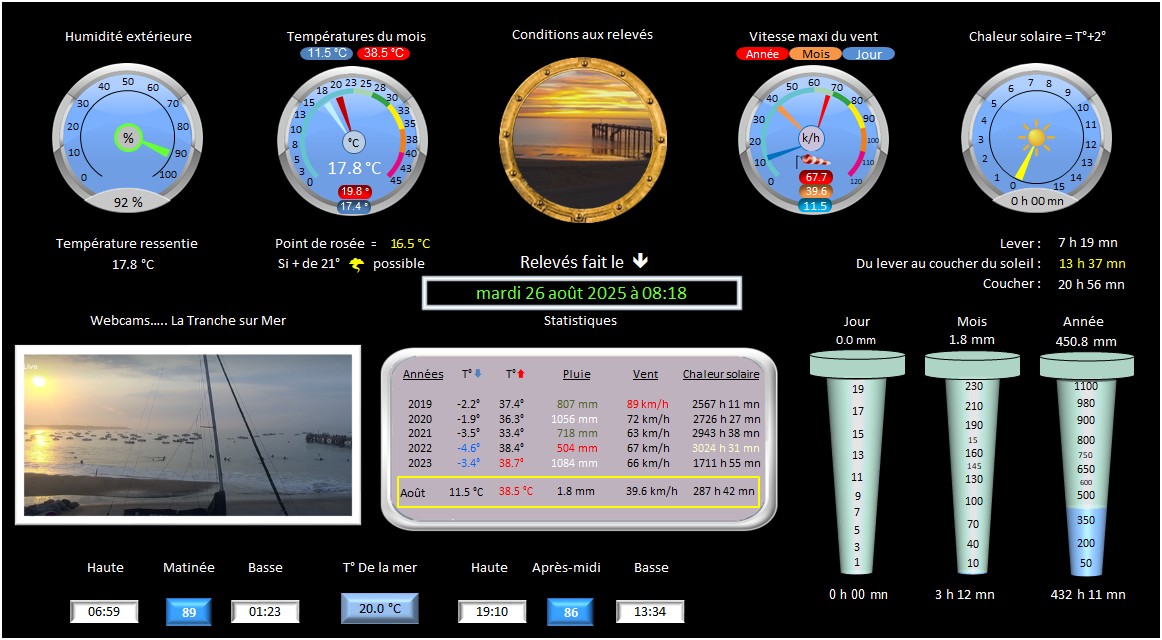 Humidité extérieure
Températures du mois
11.5 °C 38.5 °C
Conditions aux relevés
Vitesse maxi du vent
Année Mois Jour
Chaleur solaire = T°+2°
0 10 20 30 40 50 60 70 80 90 100
%
92 %
0 3 5 8 10 13 15 18 20 23 25 28 30 33 35 38 40 43 45
°C
17.8 °C
19.8 °
17.4 °
0 10 20 30 40 50 60 70 80 90 100 110 120
k/h
67.7
39.6
11.5
0 1 2 3 4 5 6 7 8 9 10 11 12 13 14 15
0 h 00 mn
Température ressentie
17.8 °C
Point de rosée = 16.5 °C
Si + de 21° possible
Relevés fait le
mardi 26 août 2025 à 08:18
Lever : 7 h 19 mn
Du lever au coucher du soleil : 13 h 37 mn
Coucher : 20 h 56 mn
Webcams..... La Tranche sur Mer
Live
Statistiques
Années T° T° Pluie Vent Chaleur solaire
2019 -2.2° 37.4° 807 mm 89 km/h 2567 h 11 mn
2020 -1.9° 36.3° 1056 mm 72 km/h 2726 h 27 mn
2021 -3.5° 33.4° 718 mm 63 km/h 2943 h 38 mn
2022 -4.6° 38.4° 504 mm 67 km/h 3024 h 31 mn
2023 -3.4° 38.7° 1084 mm 66 km/h 1711 h 55 mn
Août 11.5 °C 38.5 °C 1.8 mm 39.6 km/h 287 h 42 mn
Jour
0.0 mm
19
17
15
13
11
9
7
5
3
1
0 h 00 mn
Mois
1.8 mm
230
210
190
15
160
145
130
100
70
40
10
3 h 12 mn
Année
450.8 mm
1100
980
900
800
750
650
600
500
350
200
50
432 h 11 mn
Haute Matinée Basse T° De la mer Haute Après-midi Basse
06:59 89 01:23 20.0 °C 19:10 86 13:34